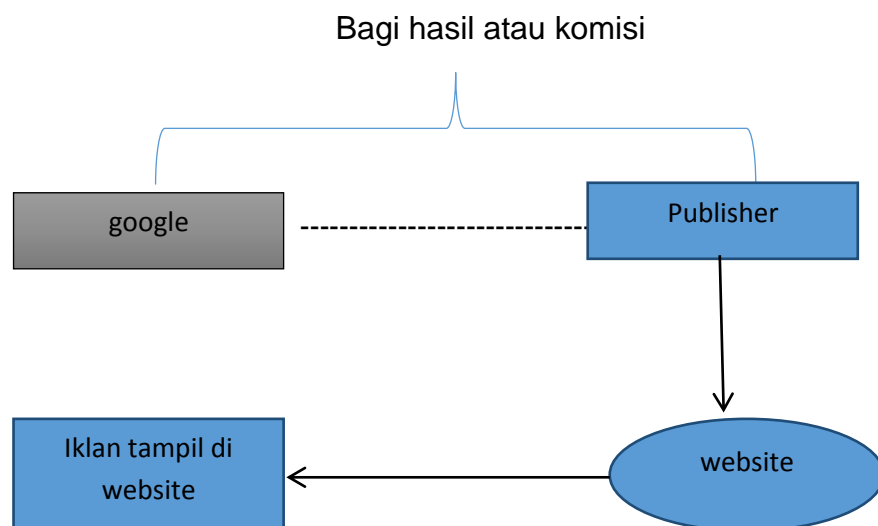 Bagi hasil atau komisi
google
Publisher
Iklan tampil di
website
website